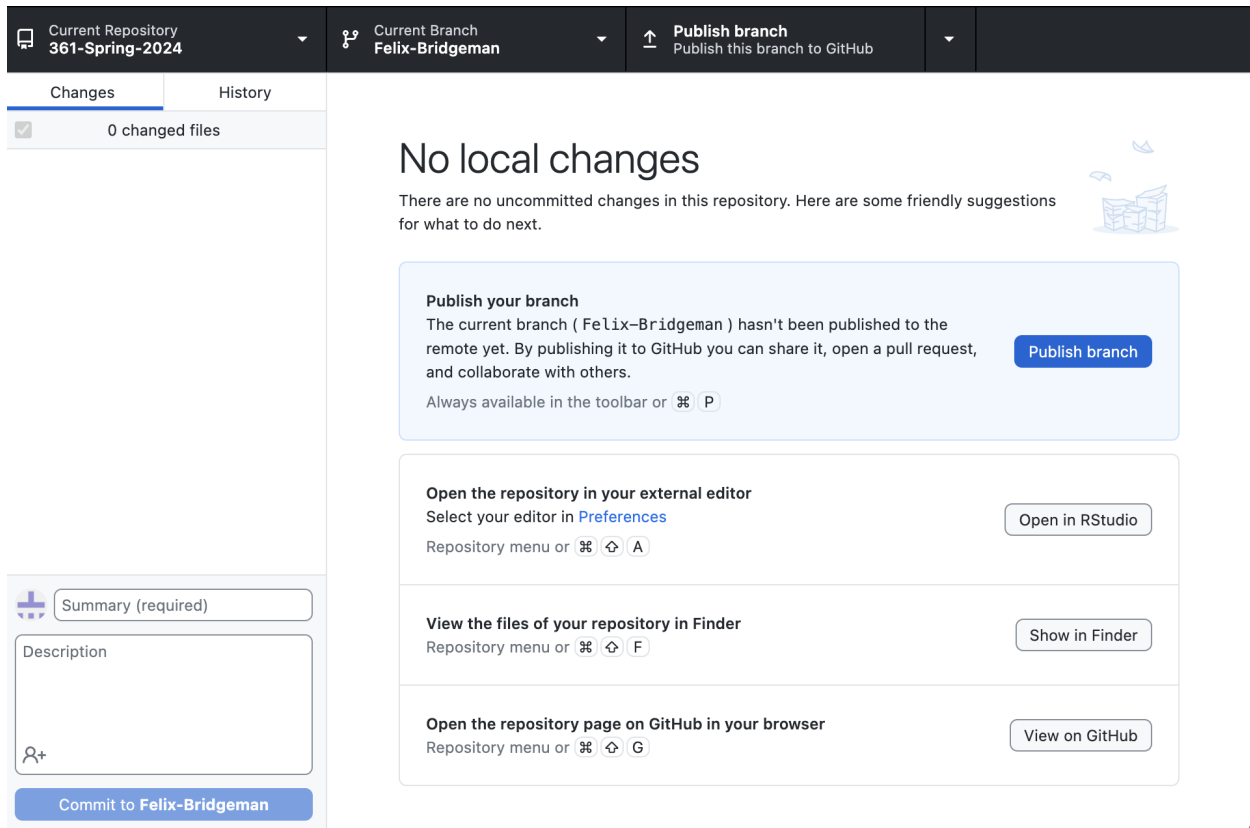 Current Repository
361-Spring-2024
Current Branch
Felix-Bridgeman
Publish branch
Publish this branch to GitHub
Changes
History
0 changed files
No local changes
There are no uncommitted changes in this repository. Here are some friendly suggestions
for what to do next.
Publish your branch
The current branch ( Felix-Bridgeman ) hasn't been published to the
remote yet. By publishing it to GitHub you can share it, open a pull request,
and collaborate with others.
Always available in the toolbar or ⌘ P
Publish branch
Open the repository in your external editor
Select your editor in Preferences
Repository menu or ⌘ ⇧ A
Open in RStudio
View the files of your repository in Finder
Repository menu or ⌘ ⇧ F
Show in Finder
Open the repository page on GitHub in your browser
Repository menu or ⌘ ⇧ G
View on GitHub
Summary (required)
Description
Commit to Felix-Bridgeman